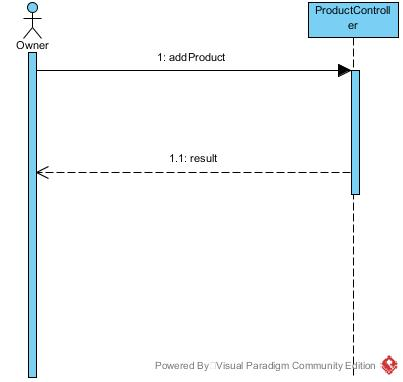 ProductControll
er
Owner
1: addProduct
1.1: result
Powered By Visual Paradigm Community Edition